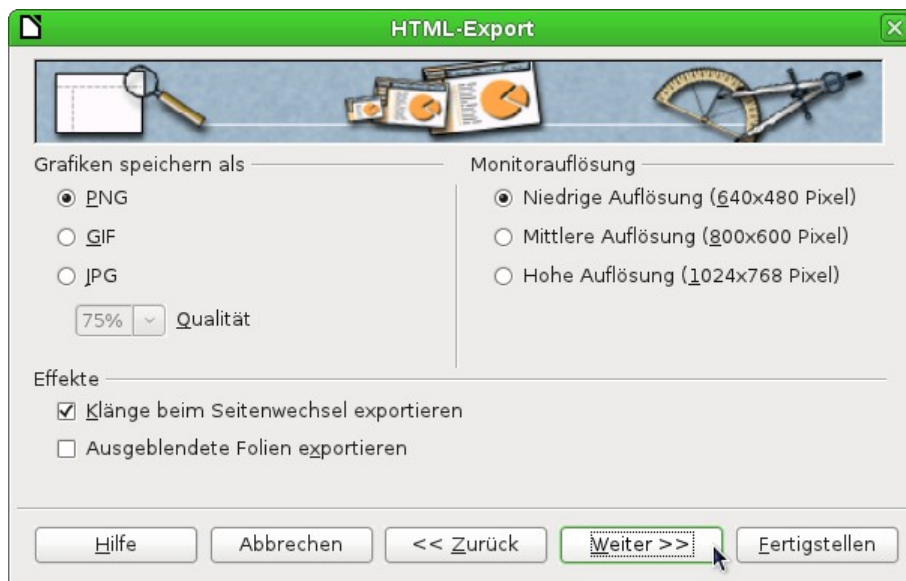 HTML-Export
Grafiken speichern als
PNG
GIF
JPG
75%
Qualität
Monitorauflösung
Niedrige Auflösung (640x480 Pixel)
Mittlere Auflösung (800x600 Pixel)
Hohe Auflösung (1024x768 Pixel)
Effekte
Klänge beim Seitenwechsel exportieren
Ausgeblendete Folien exportieren
Hilfe
Abbrechen
<< Zurück
Weiter >>
Fertigstellen